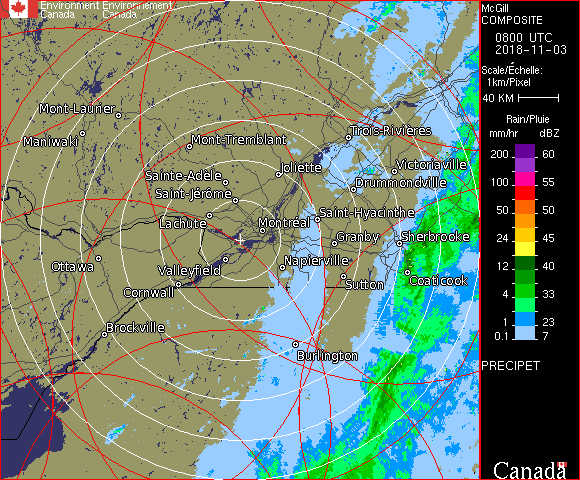 Environment Environnement
Canada Canada
McGill
COMPOSITE
0800 UTC
2018-11-03
Scale/Échelle:
1km/Pixel
40 KM
Rain/Pluie
mm/hr dBZ
200 60
100 55
50 50
24 45
12 40
4 33
1 23
0.1 7
PRECIPET
Canada
Mont-Laurier
Maniwaki
Mont-Tremblant
Trois-Rivières
Sainte-Adèle
Joliette
Victoriaville
Saint-Jérôme
Drummondville
Lachute
Montréal
Saint-Hyacinthe
Granby
Sherbrooke
Ottawa
Valleyfield
Napierville
Cornwall
Sutton
Coaticook
Brockville
Burlington